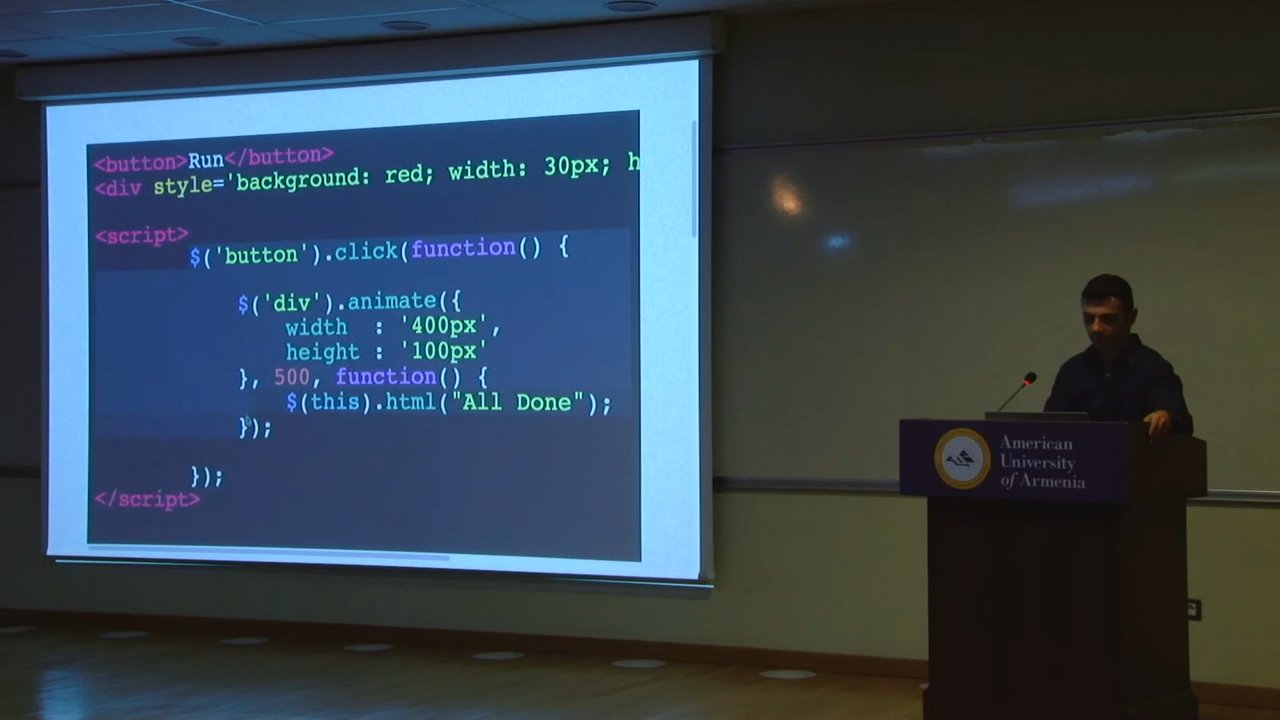 <button>Run</button>
<div style='background: red; width: 30px; h
<script>
$('button').click(function() {
$('div').animate({
width  : '400px',
height : '100px'
}, 500, function() {
$(this).html("All Done");
});
});
</script>
American
University
of Armenia